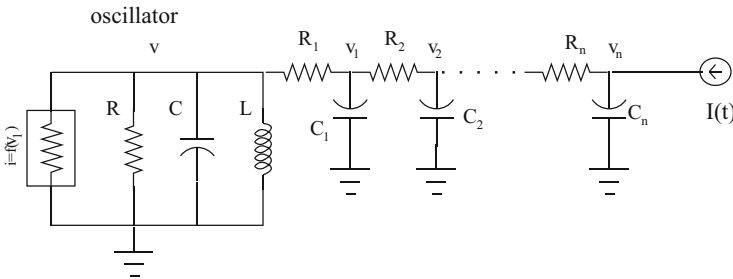 oscillator
v
R₁
v₁
R₂
v₂
Rₙ
vₙ
I(t)
i=f(v₁)
R
C
L
C₁
C₂
Cₙ